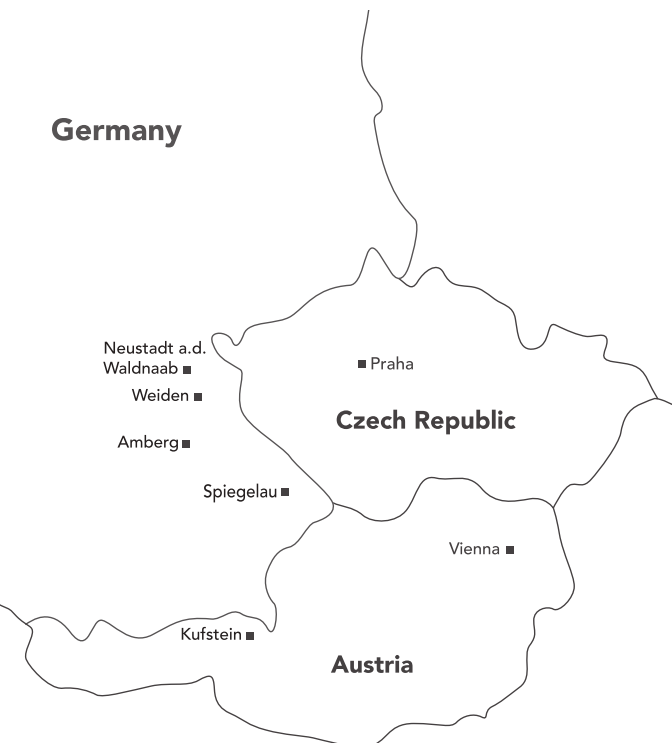 Germany
Neustadt a.d.
Waldnaab
Praha
Weiden
Czech Republic
Amberg
Spiegelau
Vienna
Kufstein
Austria